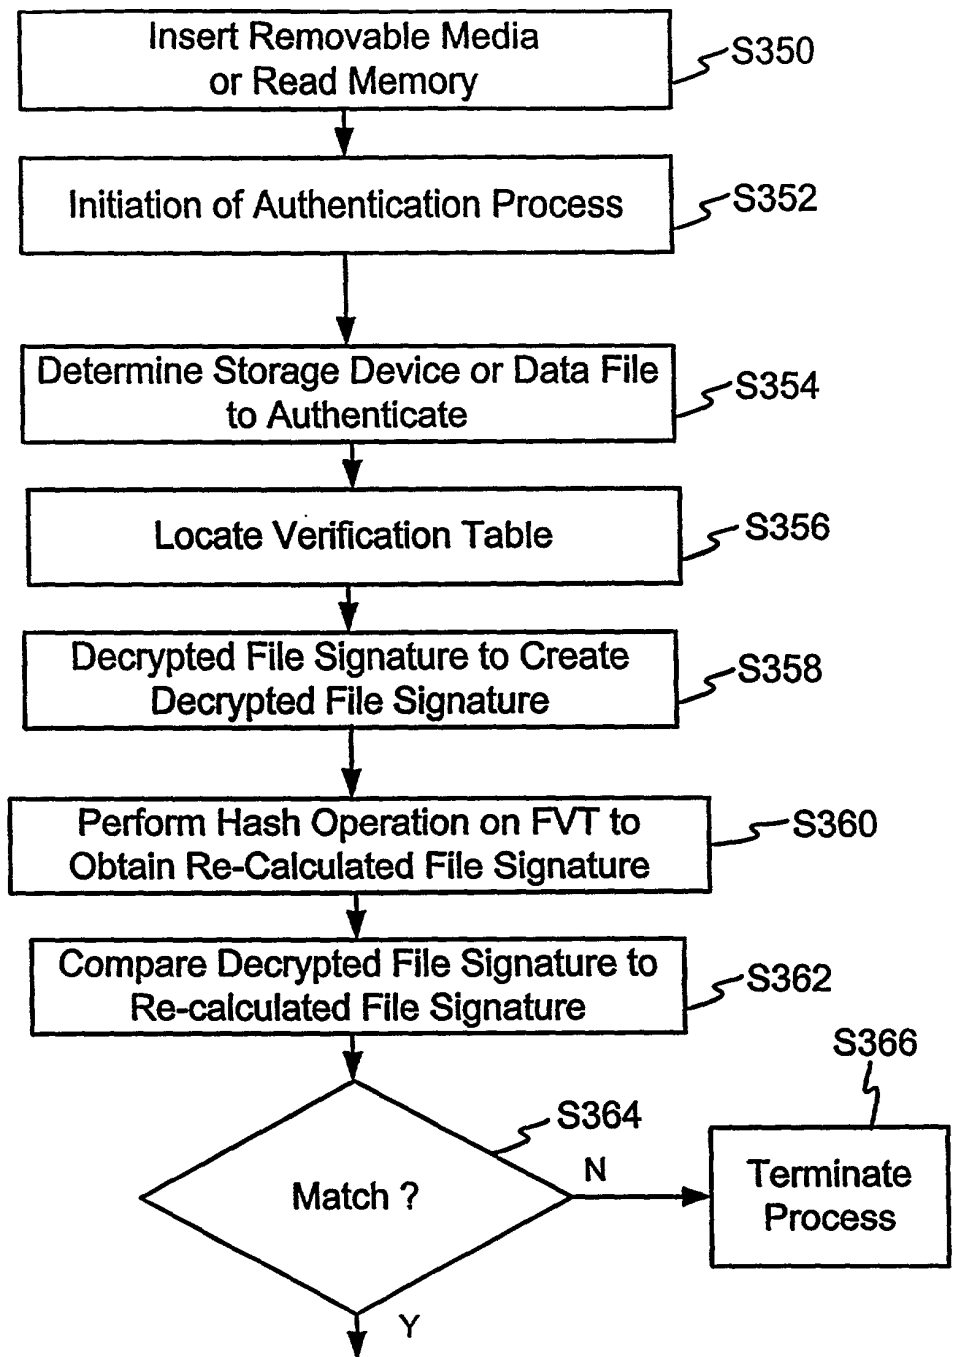 Insert Removable Media
or Read Memory
S350
Initiation of Authentication Process
S352
Determine Storage Device or Data File
to Authenticate
S354
Locate Verification Table
S356
Decrypted File Signature to Create
Decrypted File Signature
S358
Perform Hash Operation on FVT to
Obtain Re-Calculated File Signature
S360
Compare Decrypted File Signature to
Re-calculated File Signature
S362
S366
S364
Match ?
N
Terminate
Process
Y